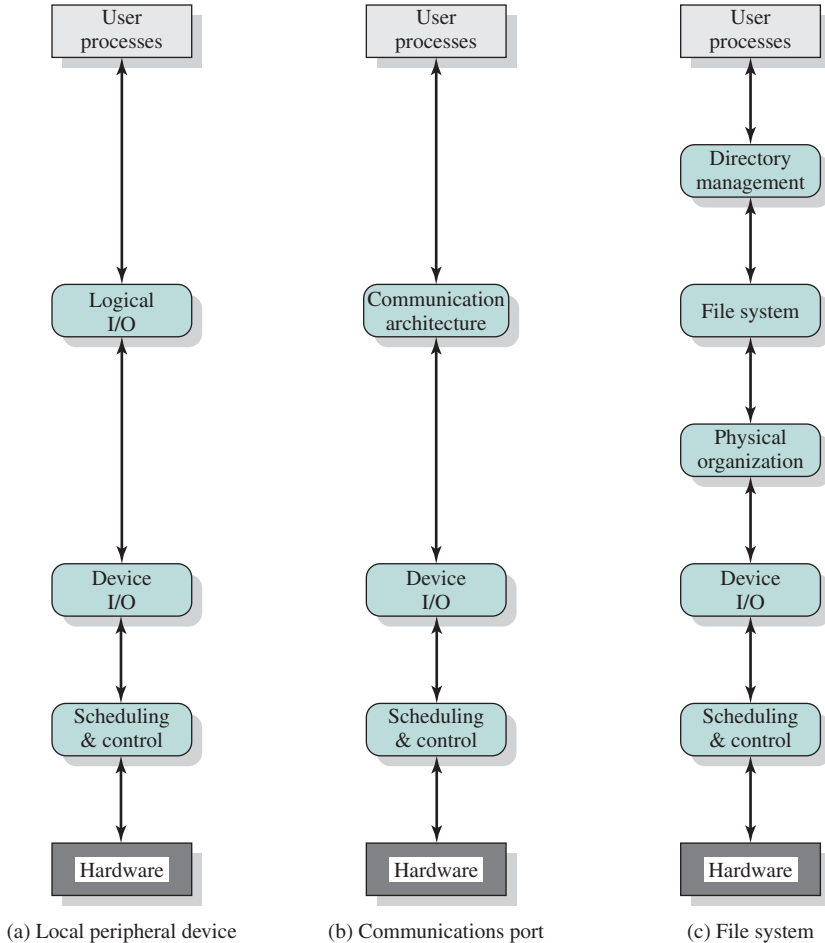 User
processes
Logical
I/O
Device
I/O
Scheduling
& control
Hardware
(a) Local peripheral device
User
processes
Communication
architecture
Device
I/O
Scheduling
& control
Hardware
(b) Communications port
User
processes
Directory
management
File system
Physical
organization
Device
I/O
Scheduling
& control
Hardware
(c) File system